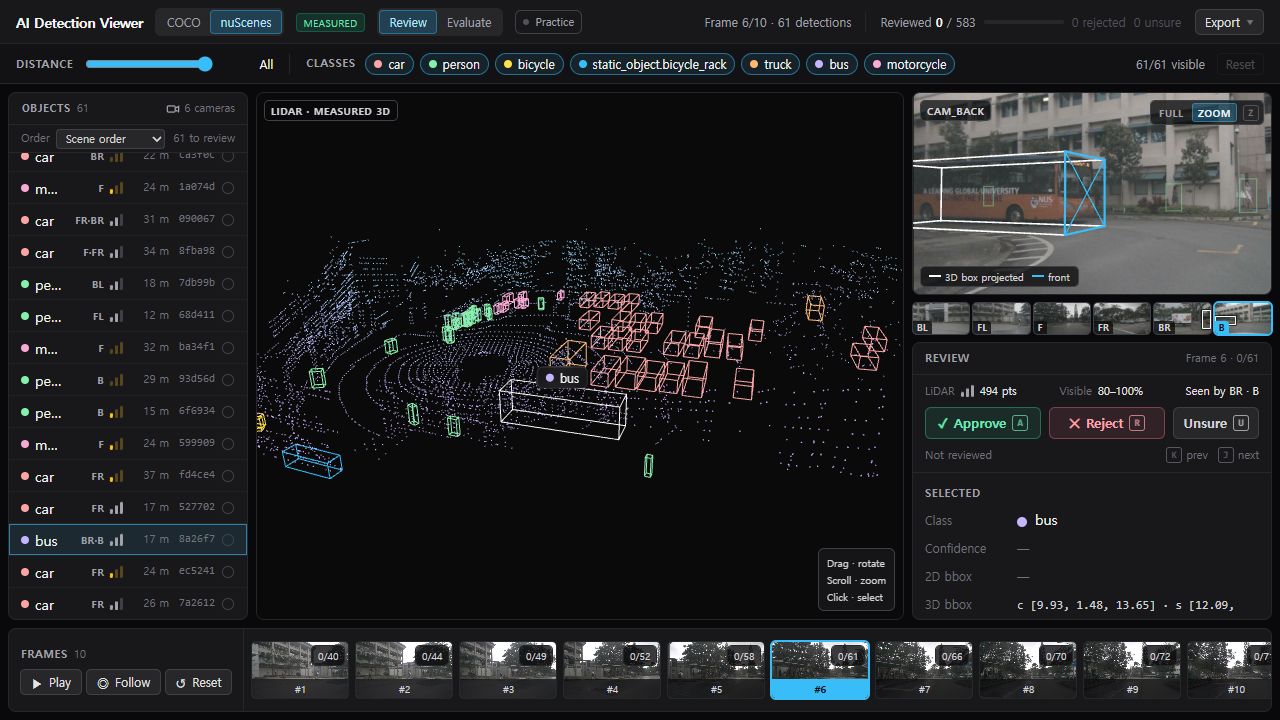 AI Detection Viewer COCO nuScenes MEASURED Review Evaluate Practice Frame 6/10 · 61 detections Reviewed 0 / 583 0 rejected 0 unsure Export
DISTANCE All CLASSES car person bicycle static_object.bicycle_rack truck bus motorcycle 61/61 visible Reset
OBJECTS 61 6 cameras
Order Scene order 61 to review
car BR 22 m ca3f0c
m... F 24 m 1a074d
car FR·BR 31 m 090067
car F·FR 34 m 8fba98
pe... BL 18 m 7db99b
pe... FL 12 m 68d411
m... F 32 m ba34f1
pe... B 29 m 93d56d
pe... B 15 m 6f6934
m... F 24 m 599909
car FR 37 m fd4ce4
car FR 17 m 527702
bus BR·B 17 m 8a26f7
car FR 24 m ec5241
car FR 26 m 7a2612
LIDAR · MEASURED 3D
bus
Drag · rotate
Scroll · zoom
Click · select
CAM_BACK FULL ZOOM Z
A LEADING GLOBAL UNIVERSITY
NUS
3D box projected front
BL FL F FR BR B
REVIEW Frame 6 · 0/61
LiDAR 494 pts Visible 80–100% Seen by BR · B
✓ Approve A ✕ Reject R Unsure U
Not reviewed K prev J next
SELECTED
Class bus
Confidence —
2D bbox —
3D bbox c [9.93, 1.48, 13.65] · s [12.09,
FRAMES 10
Play Follow Reset
0/40 0/44 0/49 0/52 0/58 0/61 0/66 0/70 0/72 0/7
#1 #2 #3 #4 #5 #6 #7 #8 #9 #10